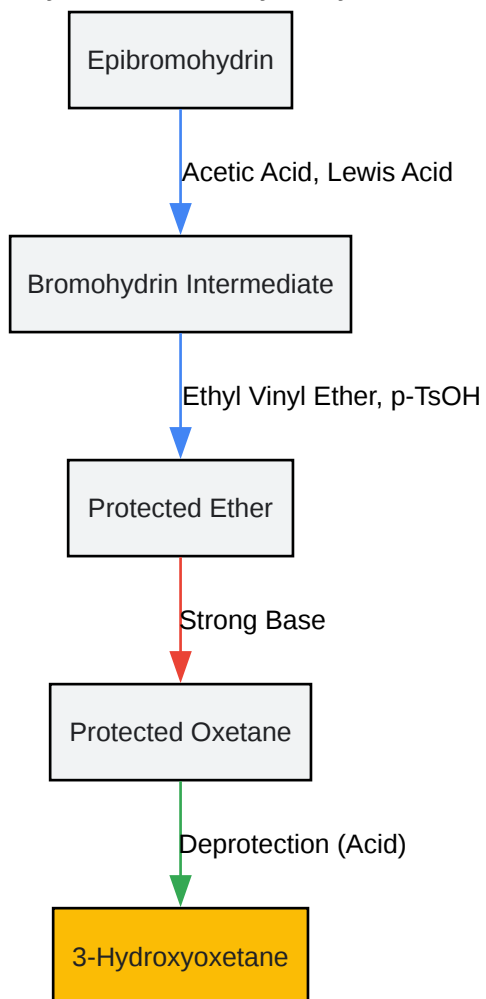 Epibromohydrin
Acetic Acid, Lewis Acid
Bromohydrin Intermediate
Ethyl Vinyl Ether, p-TsOH
Protected Ether
Strong Base
Protected Oxetane
Deprotection (Acid)
3-Hydroxyoxetane